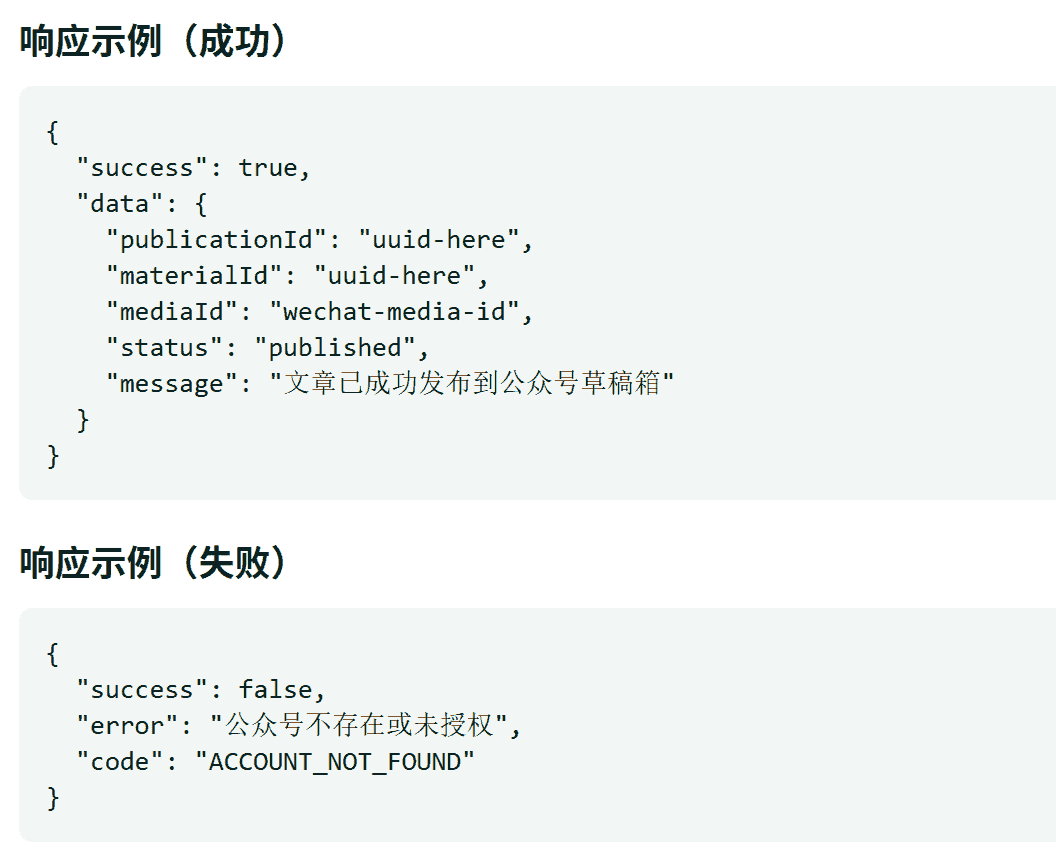 响应示例（成功）
{
  "success": true,
  "data": {
    "publicationId": "uuid-here",
    "materialId": "uuid-here",
    "mediaId": "wechat-media-id",
    "status": "published",
    "message": "文章已成功发布到公众号草稿箱"
  }
}
响应示例（失败）
{
  "success": false,
  "error": "公众号不存在或未授权",
  "code": "ACCOUNT_NOT_FOUND"
}